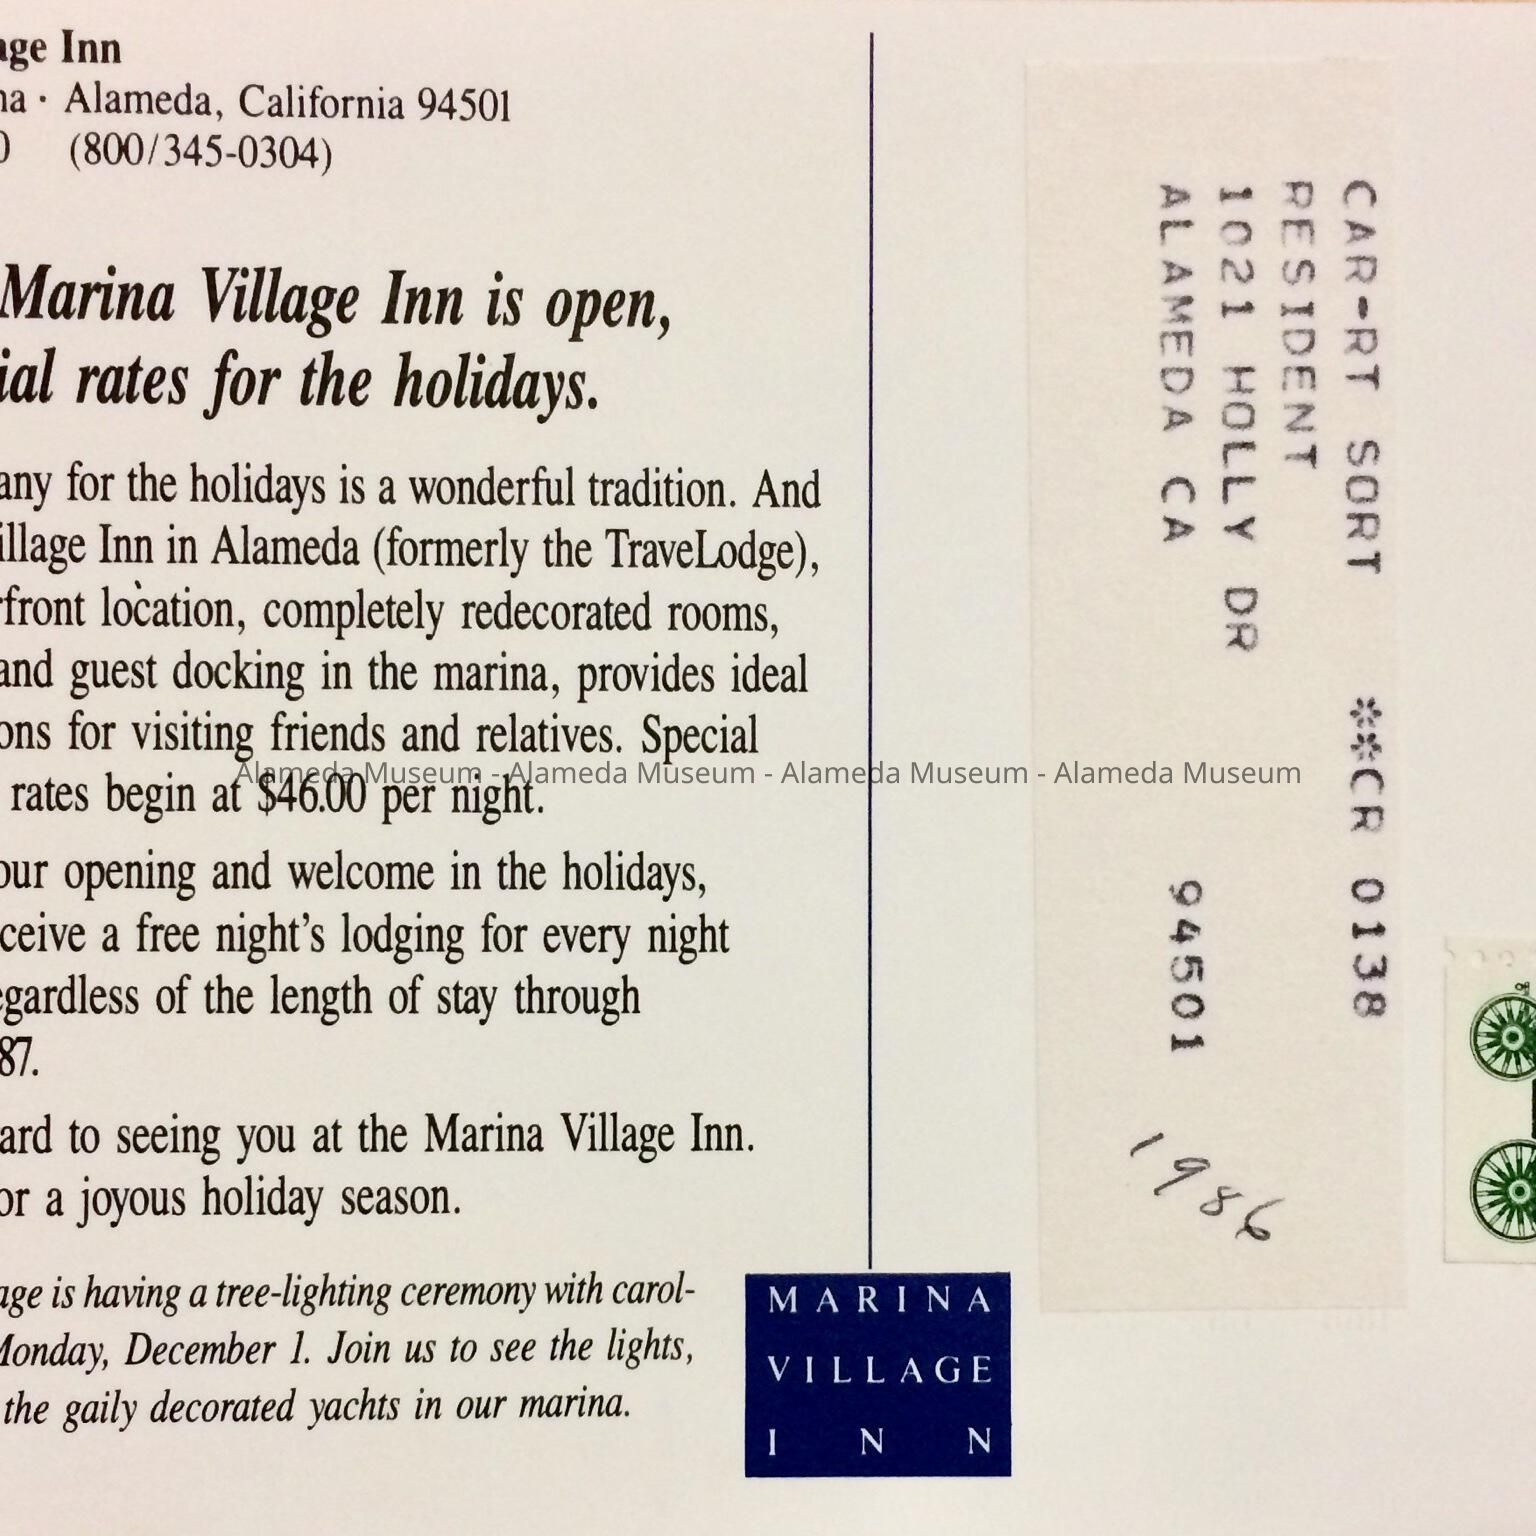 age Inn
na · Alameda, California 94501
0 (800/345-0304)
Marina Village Inn is open,
ial rates for the holidays.
any for the holidays is a wonderful tradition. And
illage Inn in Alameda (formerly the TraveLodge),
rfront location, completely redecorated rooms,
and guest docking in the marina, provides ideal
ons for visiting friends and relatives. Special
rates begin at $46.00 per night.
our opening and welcome in the holidays,
ceive a free night's lodging for every night
egardless of the length of stay through
87.
ard to seeing you at the Marina Village Inn.
or a joyous holiday season.
age is having a tree-lighting ceremony with carol-
Monday, December 1. Join us to see the lights,
the gaily decorated yachts in our marina.
MARINA
VILLAGE
INN
CAR-RT SORT **CR 0138
RESIDENT
1021 HOLLY DR
ALAMEDA CA 94501
1986
Alameda Museum - Alameda Museum - Alameda Museum - Alameda Museum